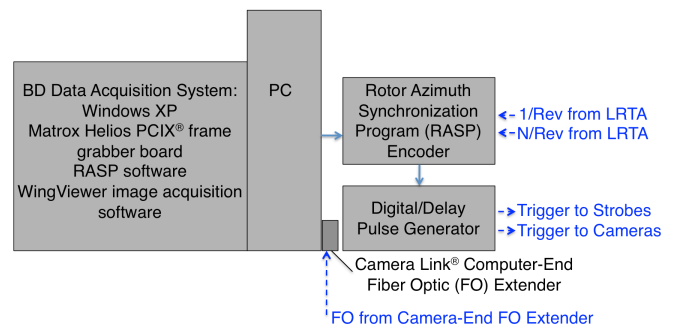 BD Data Acquisition System:
Windows XP
Matrox Helios PCIX® frame
grabber board
RASP software
WingViewer image acquisition
software
PC
Rotor Azimuth
Synchronization
Program (RASP)
Encoder
1/Rev from LRTA
N/Rev from LRTA
Digital/Delay
Pulse Generator
Trigger to Strobes
Trigger to Cameras
Camera Link® Computer-End
Fiber Optic (FO) Extender
FO from Camera-End FO Extender